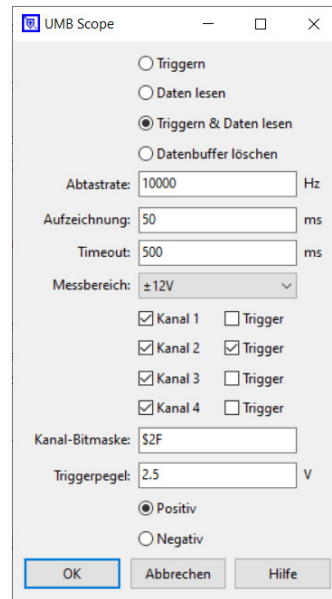 UMB Scope
Triggern
Daten lesen
Triggern & Daten lesen
Datenbuffer löschen
Abtastrate: 10000 Hz
Aufzeichnung: 50 ms
Timeout: 500 ms
Messbereich: ±12V
Kanal 1 Trigger
Kanal 2 Trigger
Kanal 3 Trigger
Kanal 4 Trigger
Kanal-Bitmaske: $2F
Triggerpegel: 2.5 V
Positiv
Negativ
OK Abbrechen Hilfe